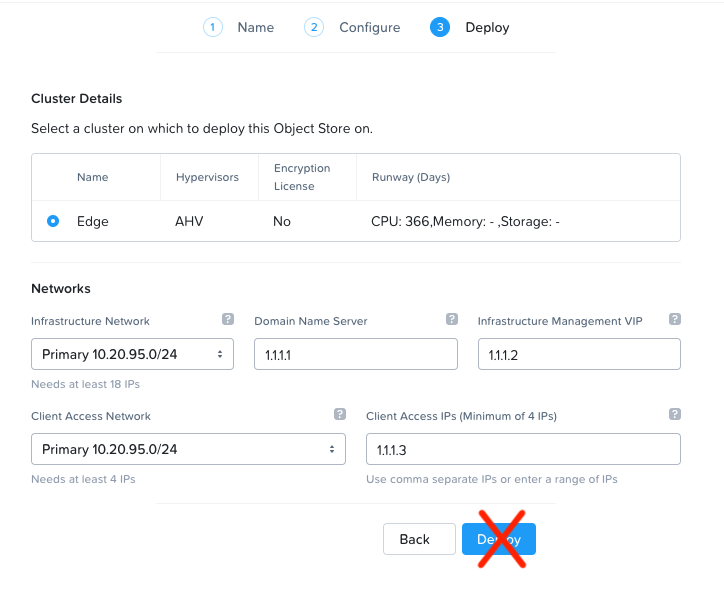 1 Name 2 Configure 3 Deploy
Cluster Details
Select a cluster on which to deploy this Object Store on.
Name Hypervisors Encryption License Runway (Days)
Edge AHV No CPU: 366,Memory: - ,Storage: -
Networks
Infrastructure Network ? Domain Name Server ? Infrastructure Management VIP ?
Primary 10.20.95.0/24 1.1.1.1 1.1.1.2
Needs at least 18 IPs
Client Access Network ? Client Access IPs (Minimum of 4 IPs) ?
Primary 10.20.95.0/24 1.1.1.3
Needs at least 4 IPs Use comma separate IPs or enter a range of IPs
Back Deploy